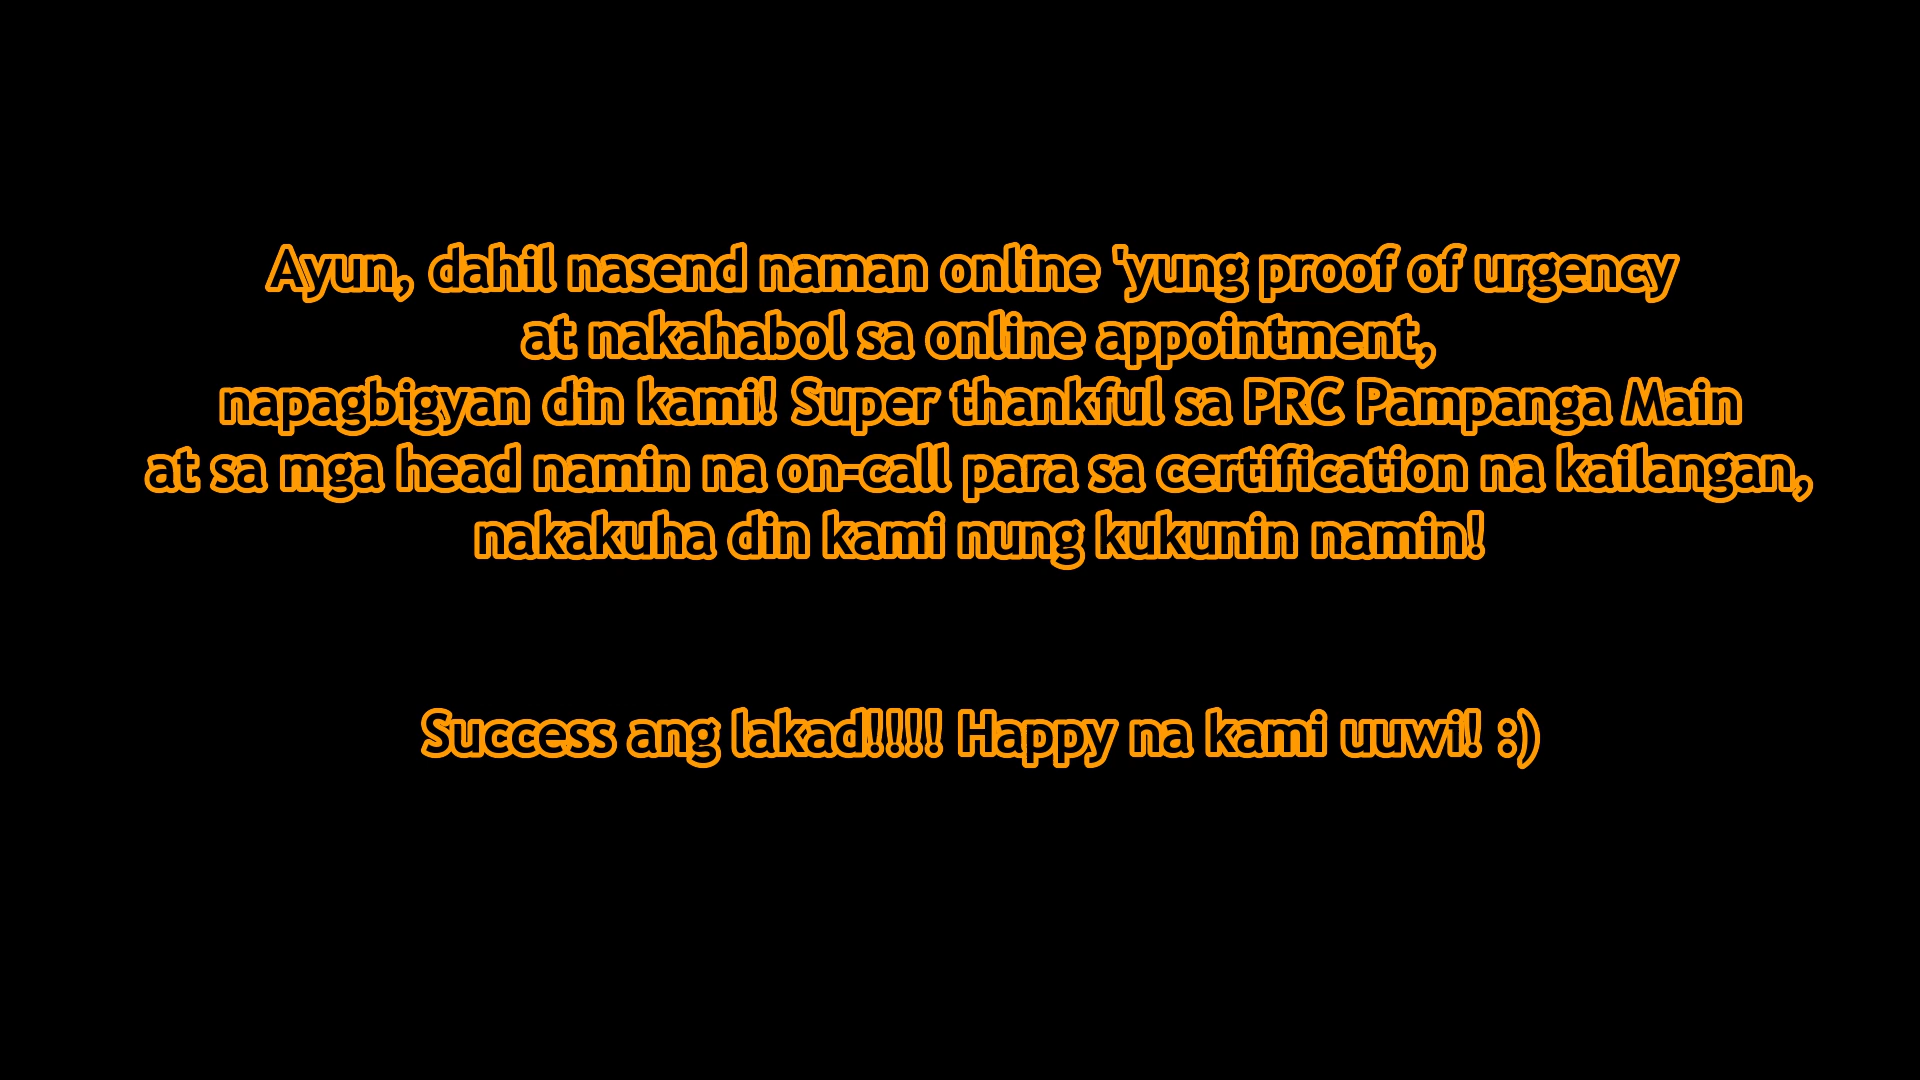 Ayun, dahil nasend naman online 'yung proof of urgency
at nakahabol sa online appointment,
napagbigyan din kami! Super thankful sa PRC Pampanga Main
at sa mga head namin na on-call para sa certification na kailangan,
nakakuha din kami nung kukunin namin!
Success ang lakad!!!! Happy na kami uuwi! :)